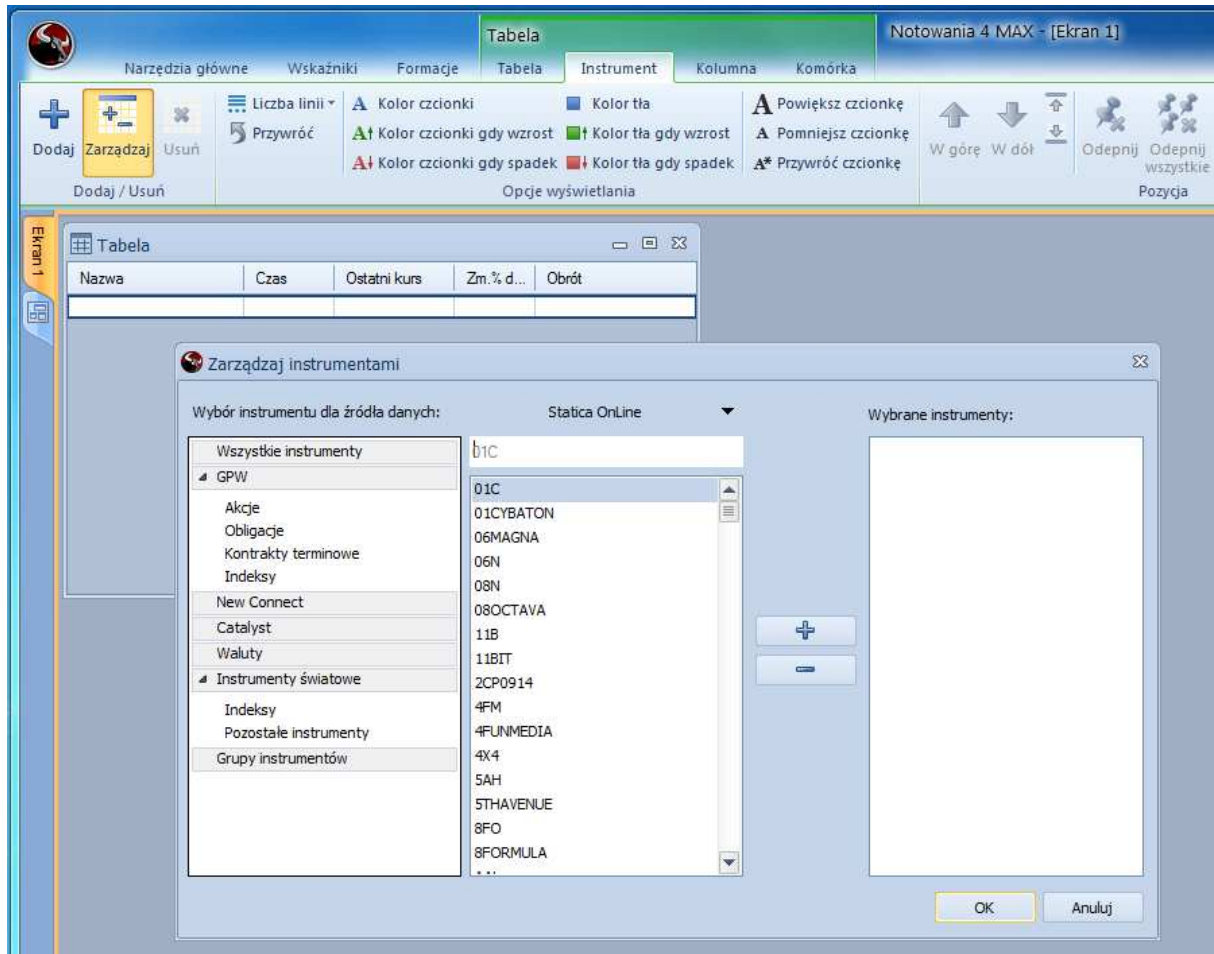 Tabela
Notowania 4 MAX - [Ekran 1]
Narzędzia główne Wskaźniki Formacje Tabela Instrument Kolumna Komórka
Dodaj Zarządzaj Usuń
Liczba linii
Przywróć
A Kolor czcionki
A Kolor czcionki gdy wzrost
A Kolor czcionki gdy spadek
Kolor tła
Kolor tła gdy wzrost
Kolor tła gdy spadek
A Powiększ czcionkę
A Pomniejsz czcionkę
A* Przywróć czcionkę
W górę W dół
Odepnij Odepnij
wszystkie
Dodaj / Usuń Opcje wyświetlania Pozycja
Ekran 1
Tabela
Nazwa Czas Ostatni kurs Zm.% d... Obrót
Zarządzaj instrumentami
Wybór instrumentu dla źródła danych: Statica OnLine
Wszystkie instrumenty
GPW
Akcje
Obligacje
Kontrakty terminowe
Indeksy
New Connect
Catalyst
Waluty
Instrumenty światowe
Indeksy
Pozostałe instrumenty
Grupy instrumentów
01C
01C
01CYBATON
06MAGNA
06N
08N
08OCTAVA
11B
11BIT
2CP0914
4FM
4FUNMEDIA
4X4
5AH
5THAVENUE
8FO
8FORMULA
Wybrane instrumenty:
OK Anuluj